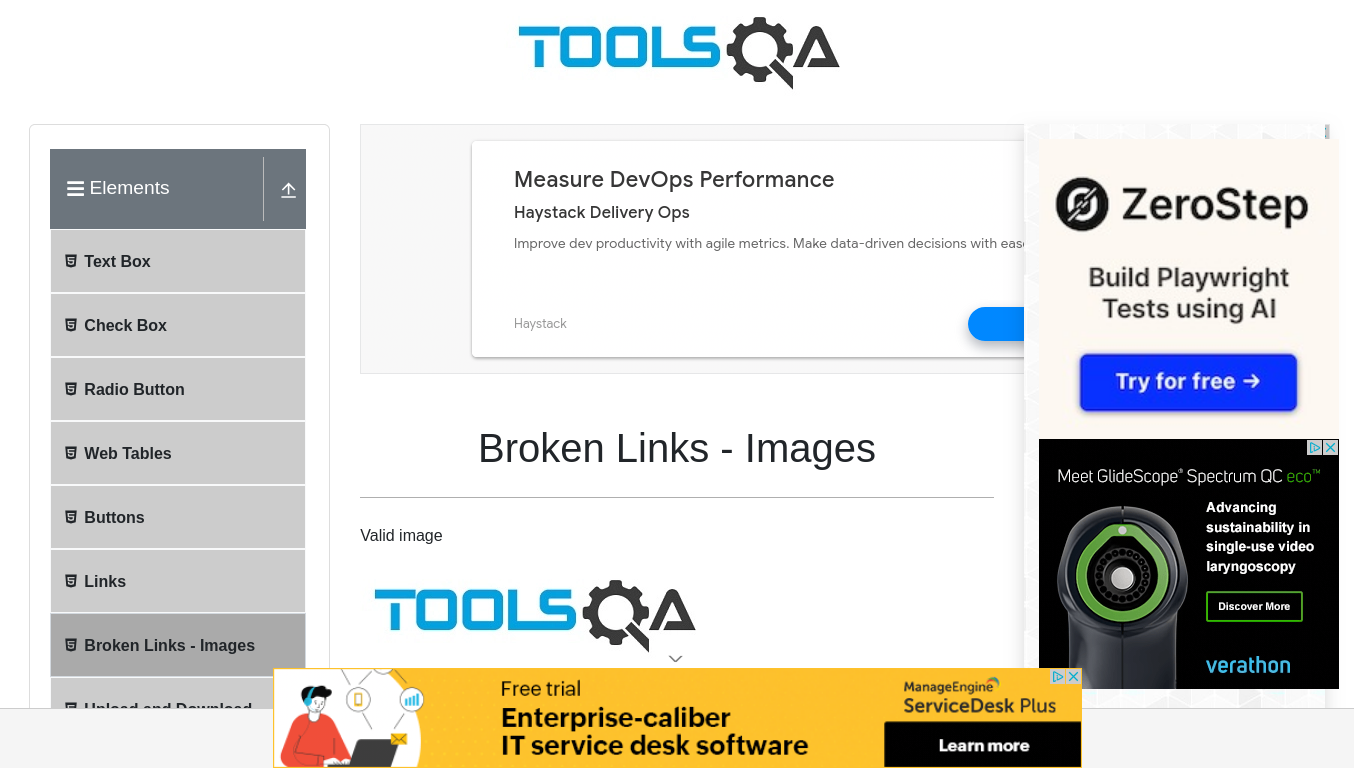 TOOLSQA
Elements
Text Box
Check Box
Radio Button
Web Tables
Buttons
Links
Broken Links - Images
Upload and Download
Measure DevOps Performance
Haystack Delivery Ops
Improve dev productivity with agile metrics. Make data-driven decisions with ease
Haystack
Broken Links - Images
Valid image
TOOLSQA
ZeroStep
Build Playwright
Tests using AI
Try for free →
Meet GlideScope® Spectrum QC eco™
Advancing
sustainability in
single-use video
laryngoscopy
Discover More
verathon
Free trial
Enterprise-caliber
IT service desk software
ManageEngine
ServiceDesk Plus
Learn more